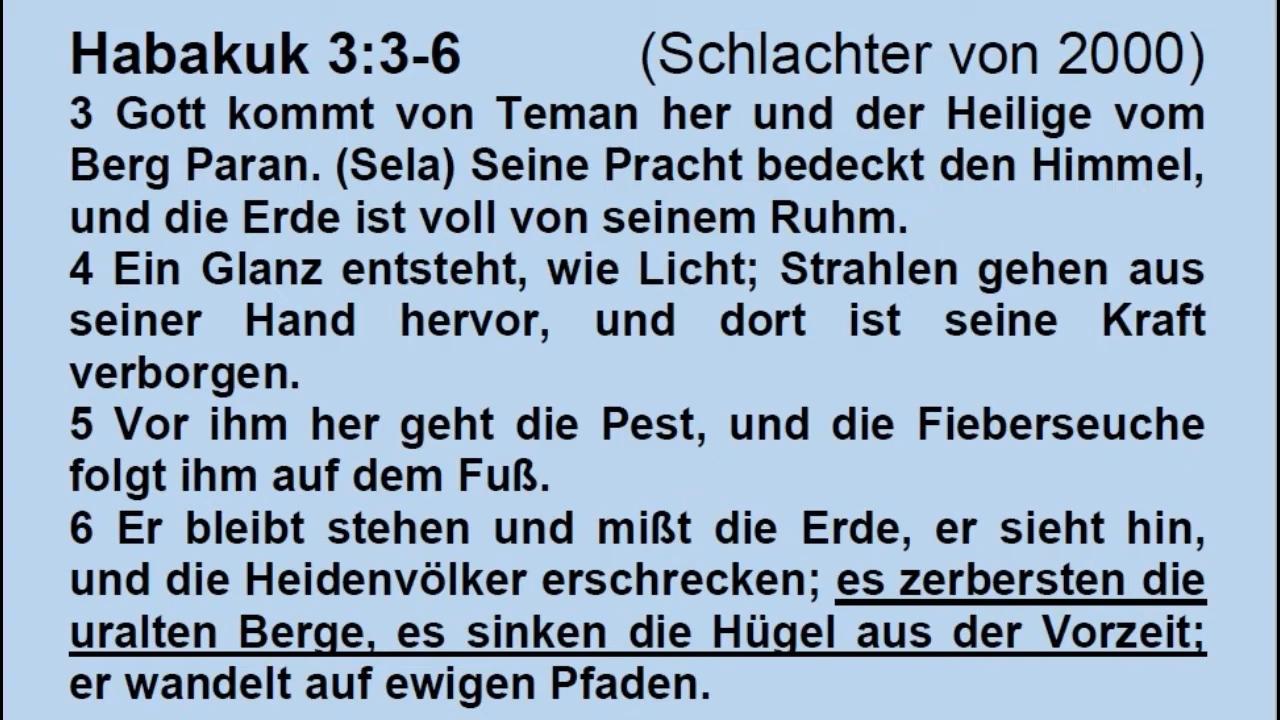 Habakuk 3:3-6 (Schlachter von 2000)
3 Gott kommt von Teman her und der Heilige vom
Berg Paran. (Sela) Seine Pracht bedeckt den Himmel,
und die Erde ist voll von seinem Ruhm.
4 Ein Glanz entsteht, wie Licht; Strahlen gehen aus
seiner Hand hervor, und dort ist seine Kraft
verborgen.
5 Vor ihm her geht die Pest, und die Fieberseuche
folgt ihm auf dem Fuß.
6 Er bleibt stehen und mißt die Erde, er sieht hin,
und die Heidenvölker erschrecken; es zerbersten die
uralten Berge, es sinken die Hügel aus der Vorzeit;
er wandelt auf ewigen Pfaden.